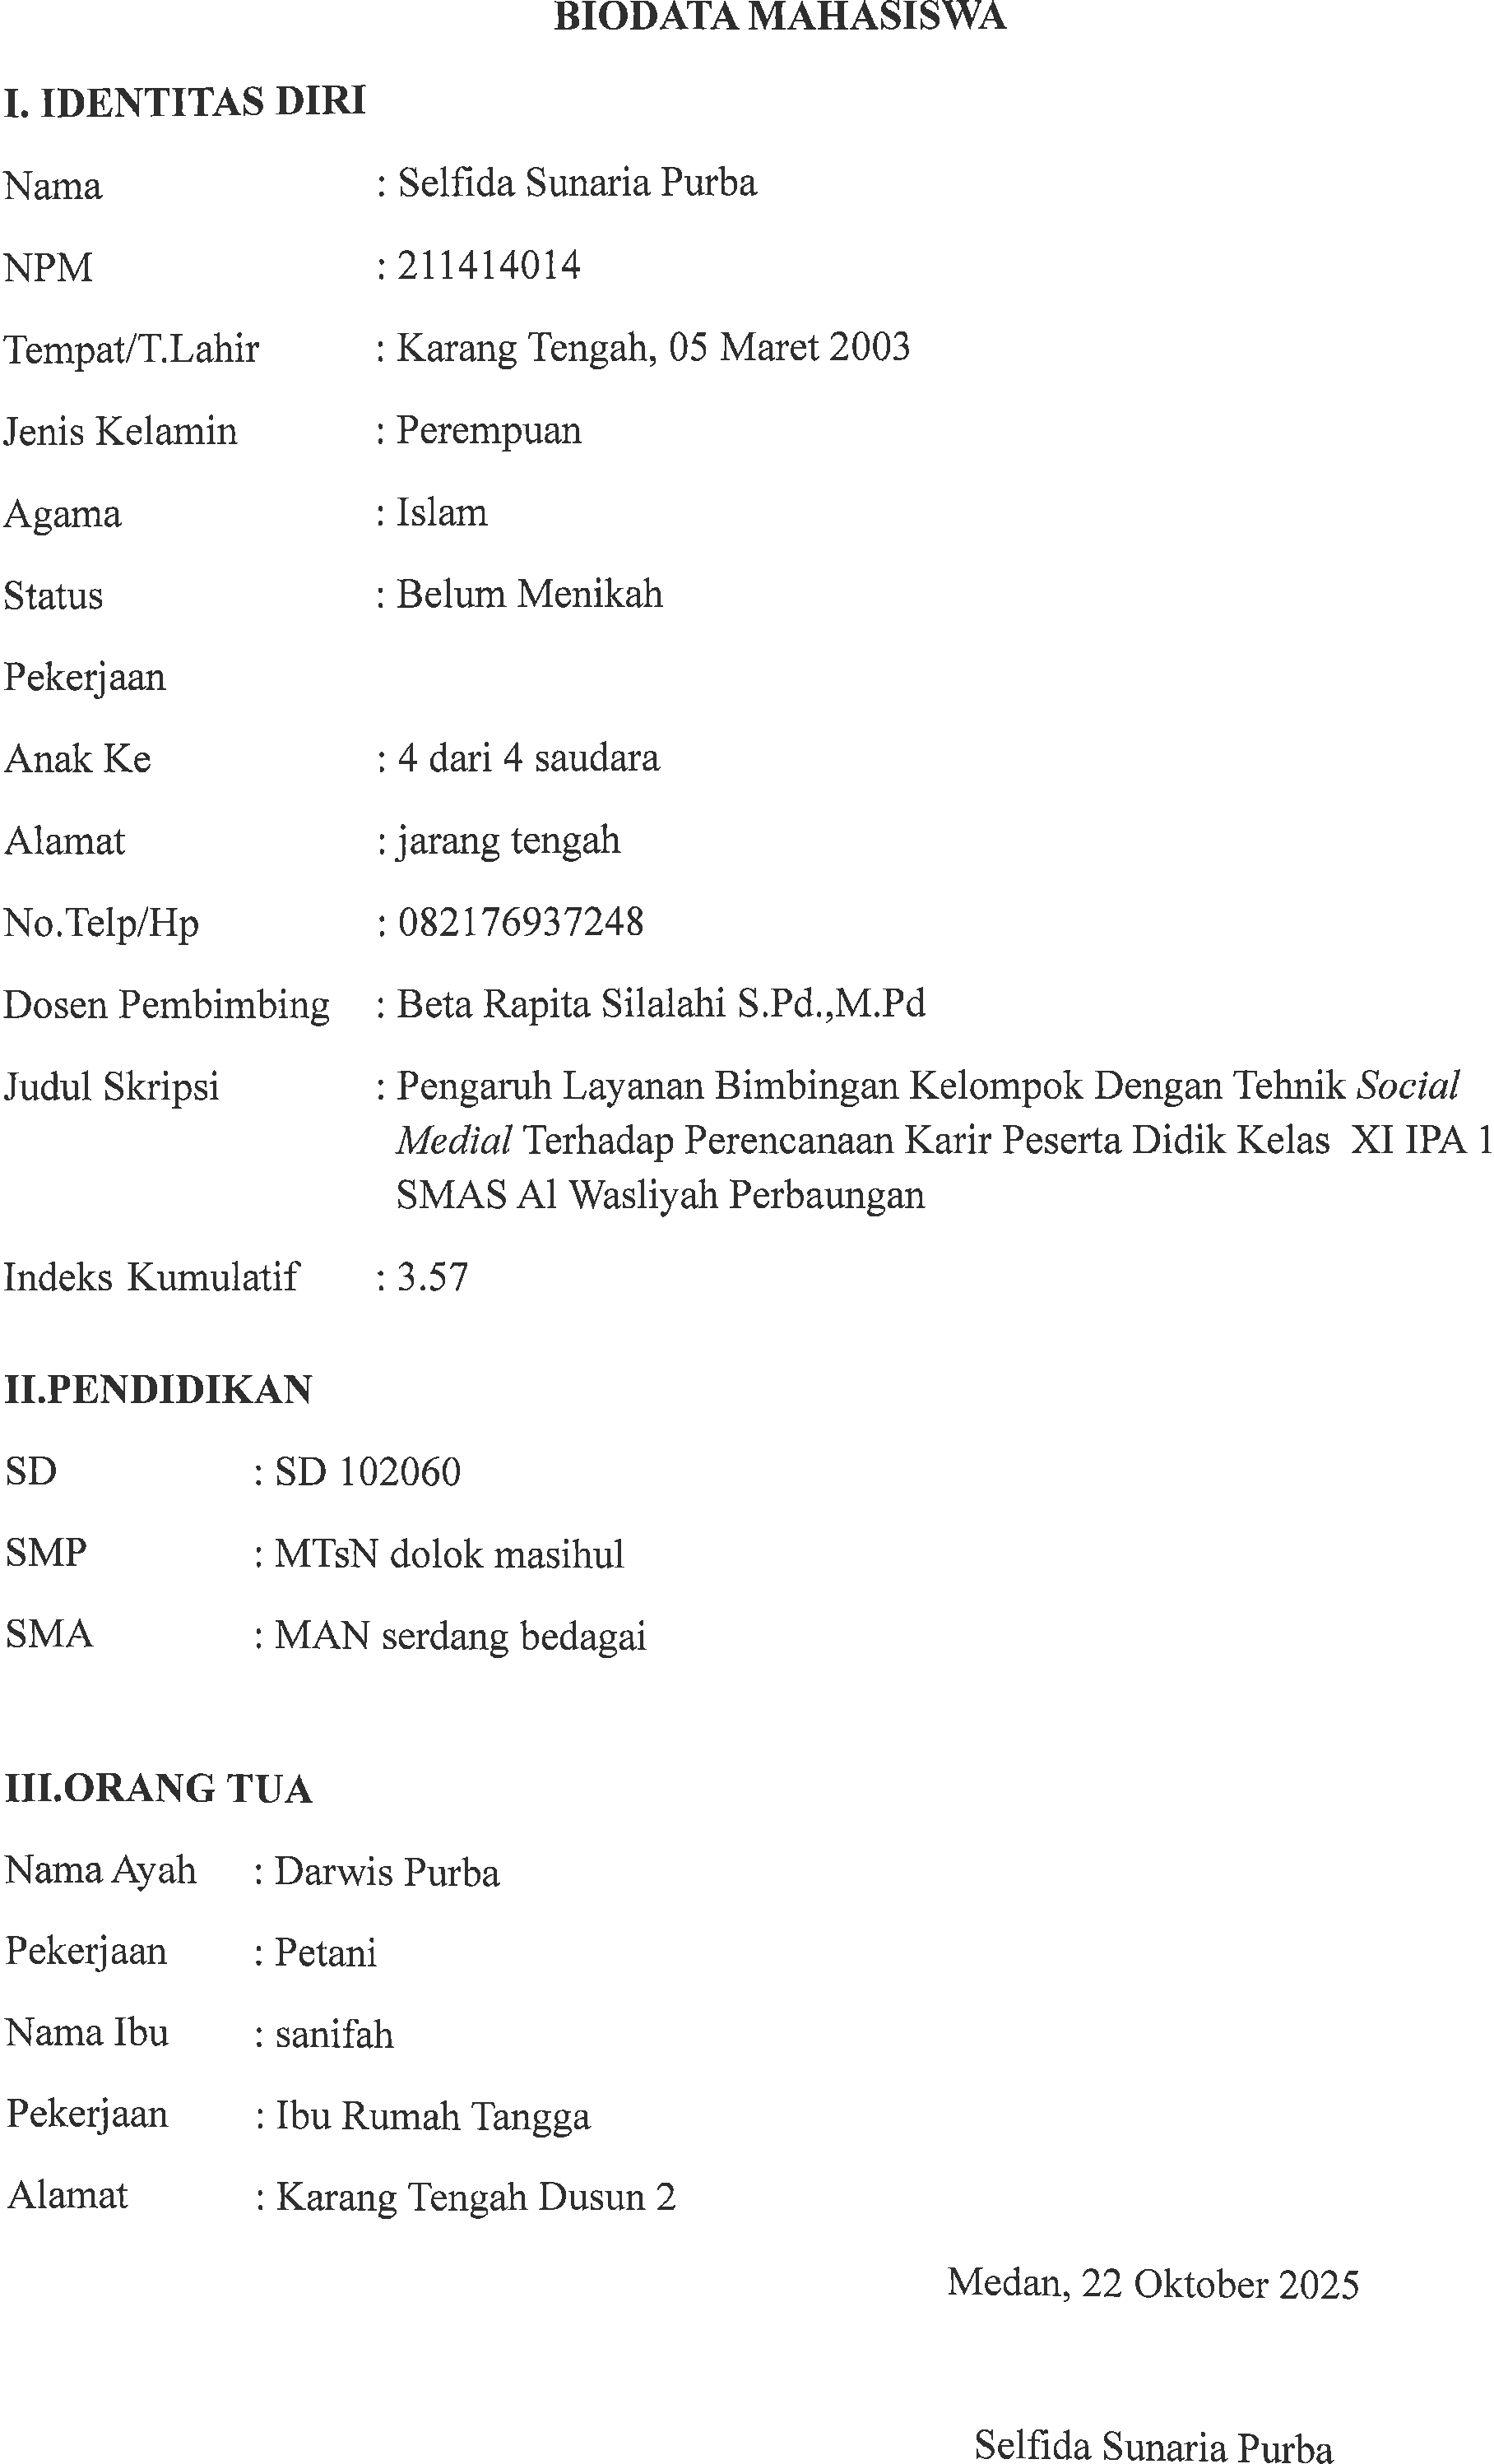 BIODATA MAHASISWA
I. IDENTITAS DIRI
Nama : Selfida Sunaria Purba
NPM : 211414014
Tempat/T.Lahir : Karang Tengah, 05 Maret 2003
Jenis Kelamin : Perempuan
Agama : Islam
Status : Belum Menikah
Pekerjaan
Anak Ke : 4 dari 4 saudara
Alamat : jarang tengah
No.Telp/Hp : 082176937248
Dosen Pembimbing : Beta Rapita Silalahi S.Pd.,M.Pd
Judul Skripsi : Pengaruh Layanan Bimbingan Kelompok Dengan Tehnik Social
Medial Terhadap Perencanaan Karir Peserta Didik Kelas XI IPA 1
SMAS Al Wasliyah Perbaungan
Indeks Kumulatif : 3.57
II.PENDIDIKAN
SD : SD 102060
SMP : MTsN dolok masihul
SMA : MAN serdang bedagai
III.ORANG TUA
Nama Ayah : Darwis Purba
Pekerjaan : Petani
Nama Ibu : sanifah
Pekerjaan : Ibu Rumah Tangga
Alamat : Karang Tengah Dusun 2
Medan, 22 Oktober 2025
Selfida Sunaria Purba